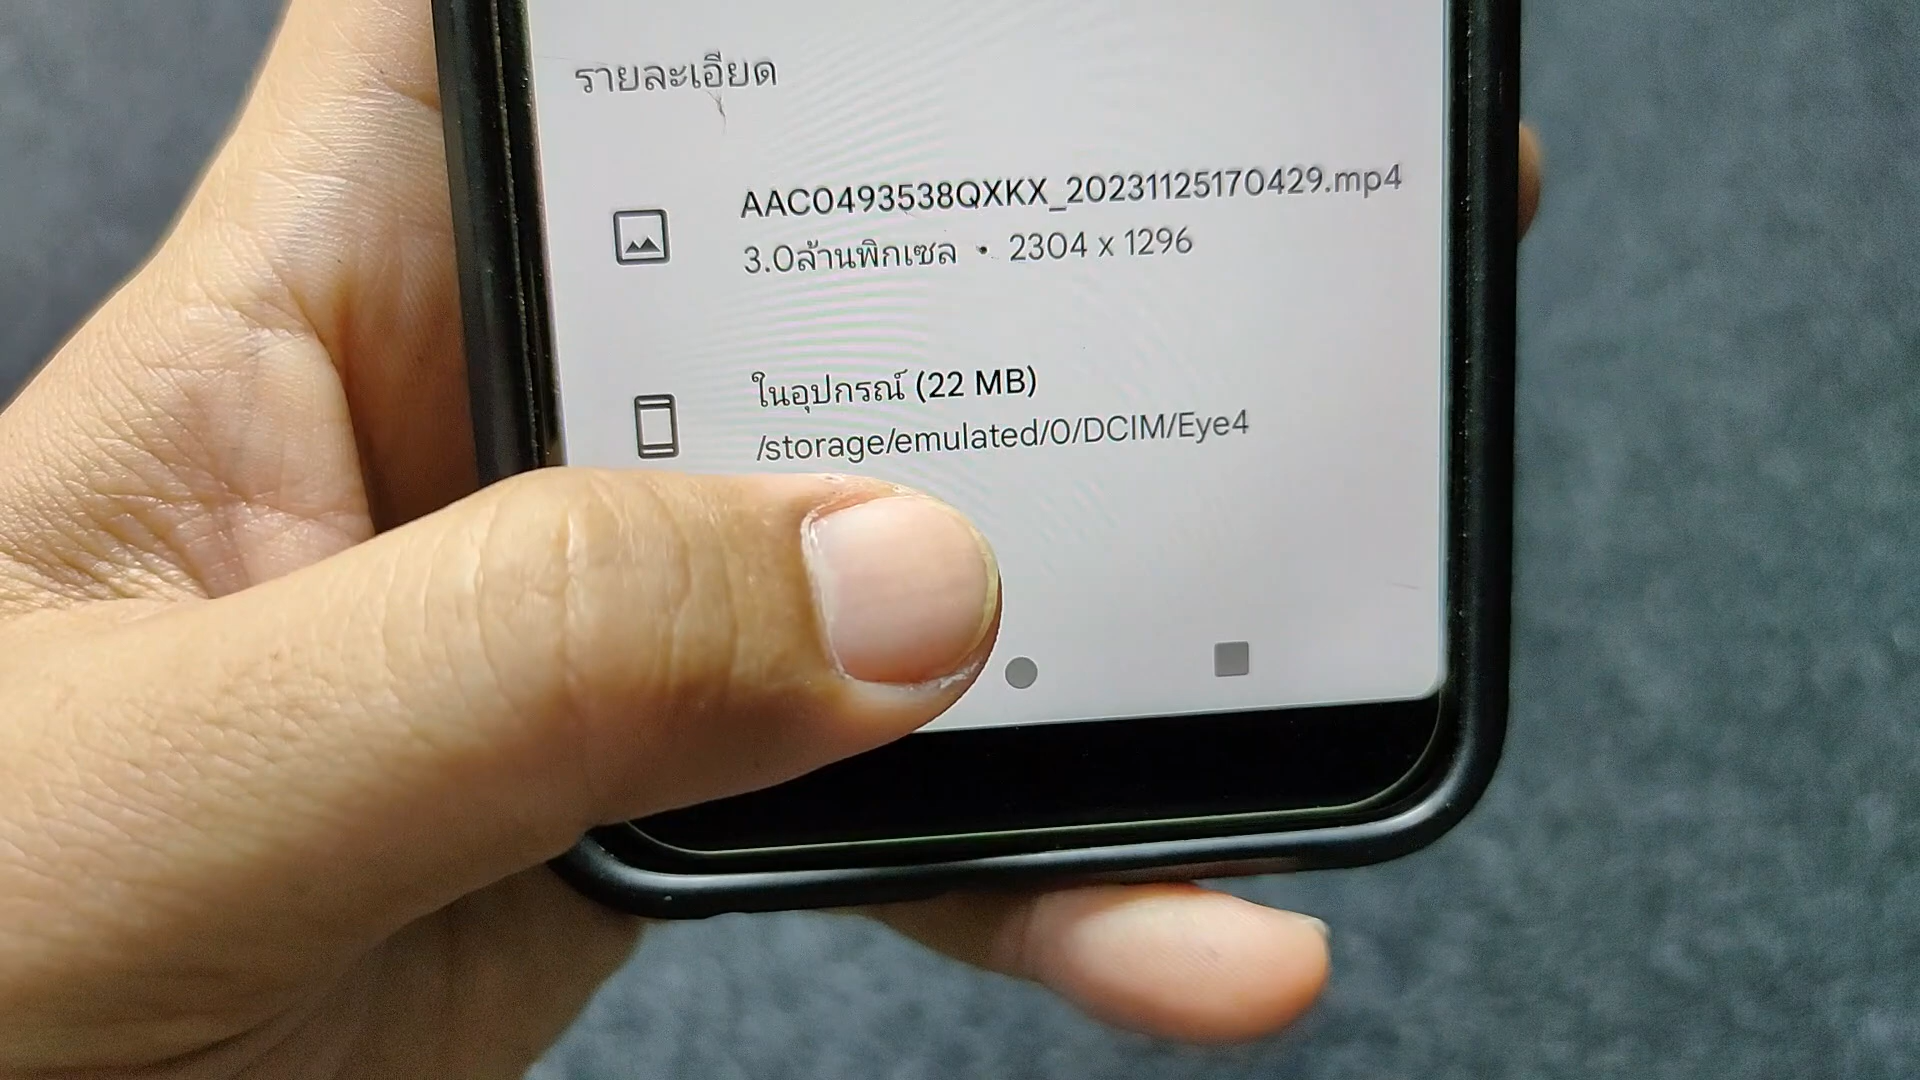 รายละเอียด
AAC0493538QXKX_20231125170429.mp4
3.0ล้านพิกเซล • 2304 x 1296
ในอุปกรณ์ (22 MB)
/storage/emulated/0/DCIM/Eye4